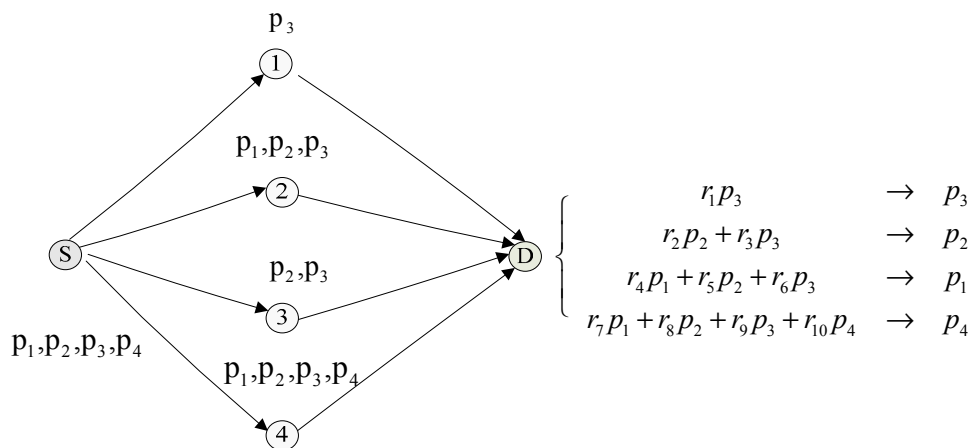 p₃
1
p₁,p₂,p₃
2
S
p₂,p₃
3
p₁,p₂,p₃,p₄
p₁,p₂,p₃,p₄
4
D
r₁p₃ → p₃
r₂p₂ + r₃p₃ → p₂
r₄p₁ + r₅p₂ + r₆p₃ → p₁
r₇p₁ + r₈p₂ + r₉p₃ + r₁₀p₄ → p₄